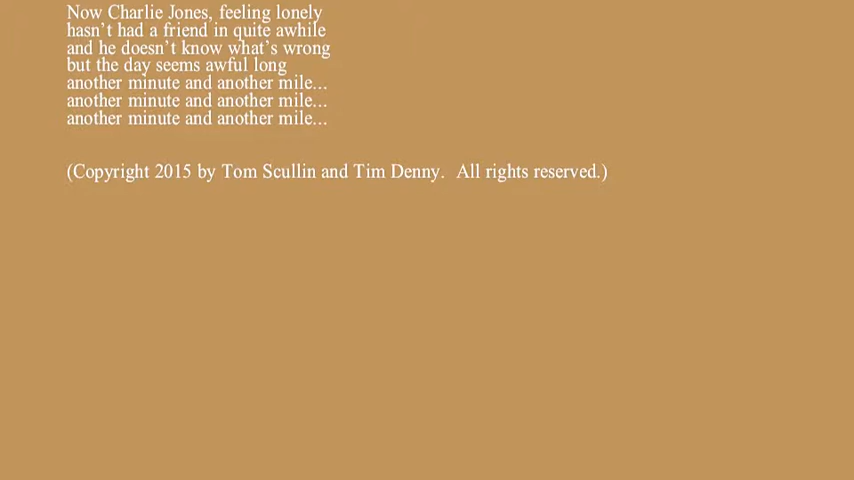 Now Charlie Jones, feeling lonely
hasn’t had a friend in quite awhile
and he doesn’t know what’s wrong
but the day seems awful long
another minute and another mile...
another minute and another mile...
another minute and another mile...
(Copyright 2015 by Tom Scullin and Tim Denny.  All rights reserved.)